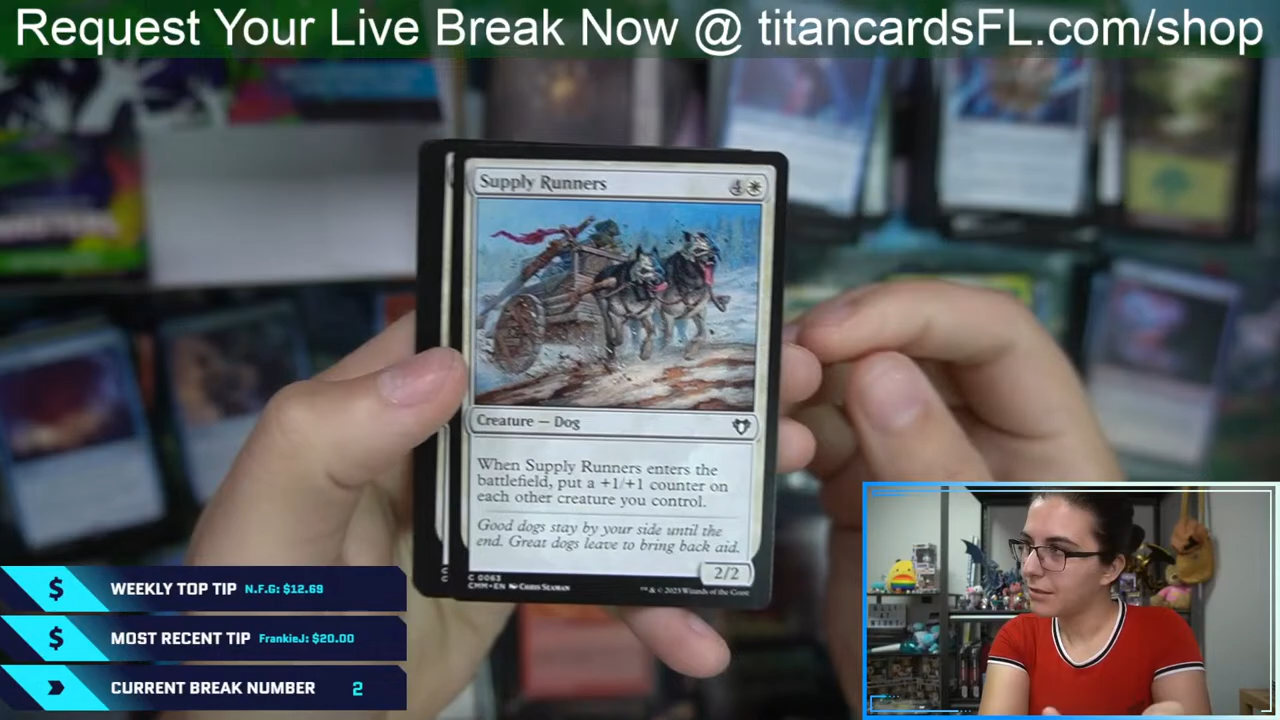 Request Your Live Break Now @ titancardsFL.com/shop
Supply Runners
4
Creature — Dog
When Supply Runners enters the
battlefield, put a +1/+1 counter on
each other creature you control.
Good dogs stay by your side until the
end. Great dogs leave to bring back aid.
2/2
C 0063
CMM • EN Chris Seaman
™ & © 2023 Wizards of the Coast
$ WEEKLY TOP TIP N.F.G: $12.69
$ MOST RECENT TIP FrankieJ: $20.00
CURRENT BREAK NUMBER 2